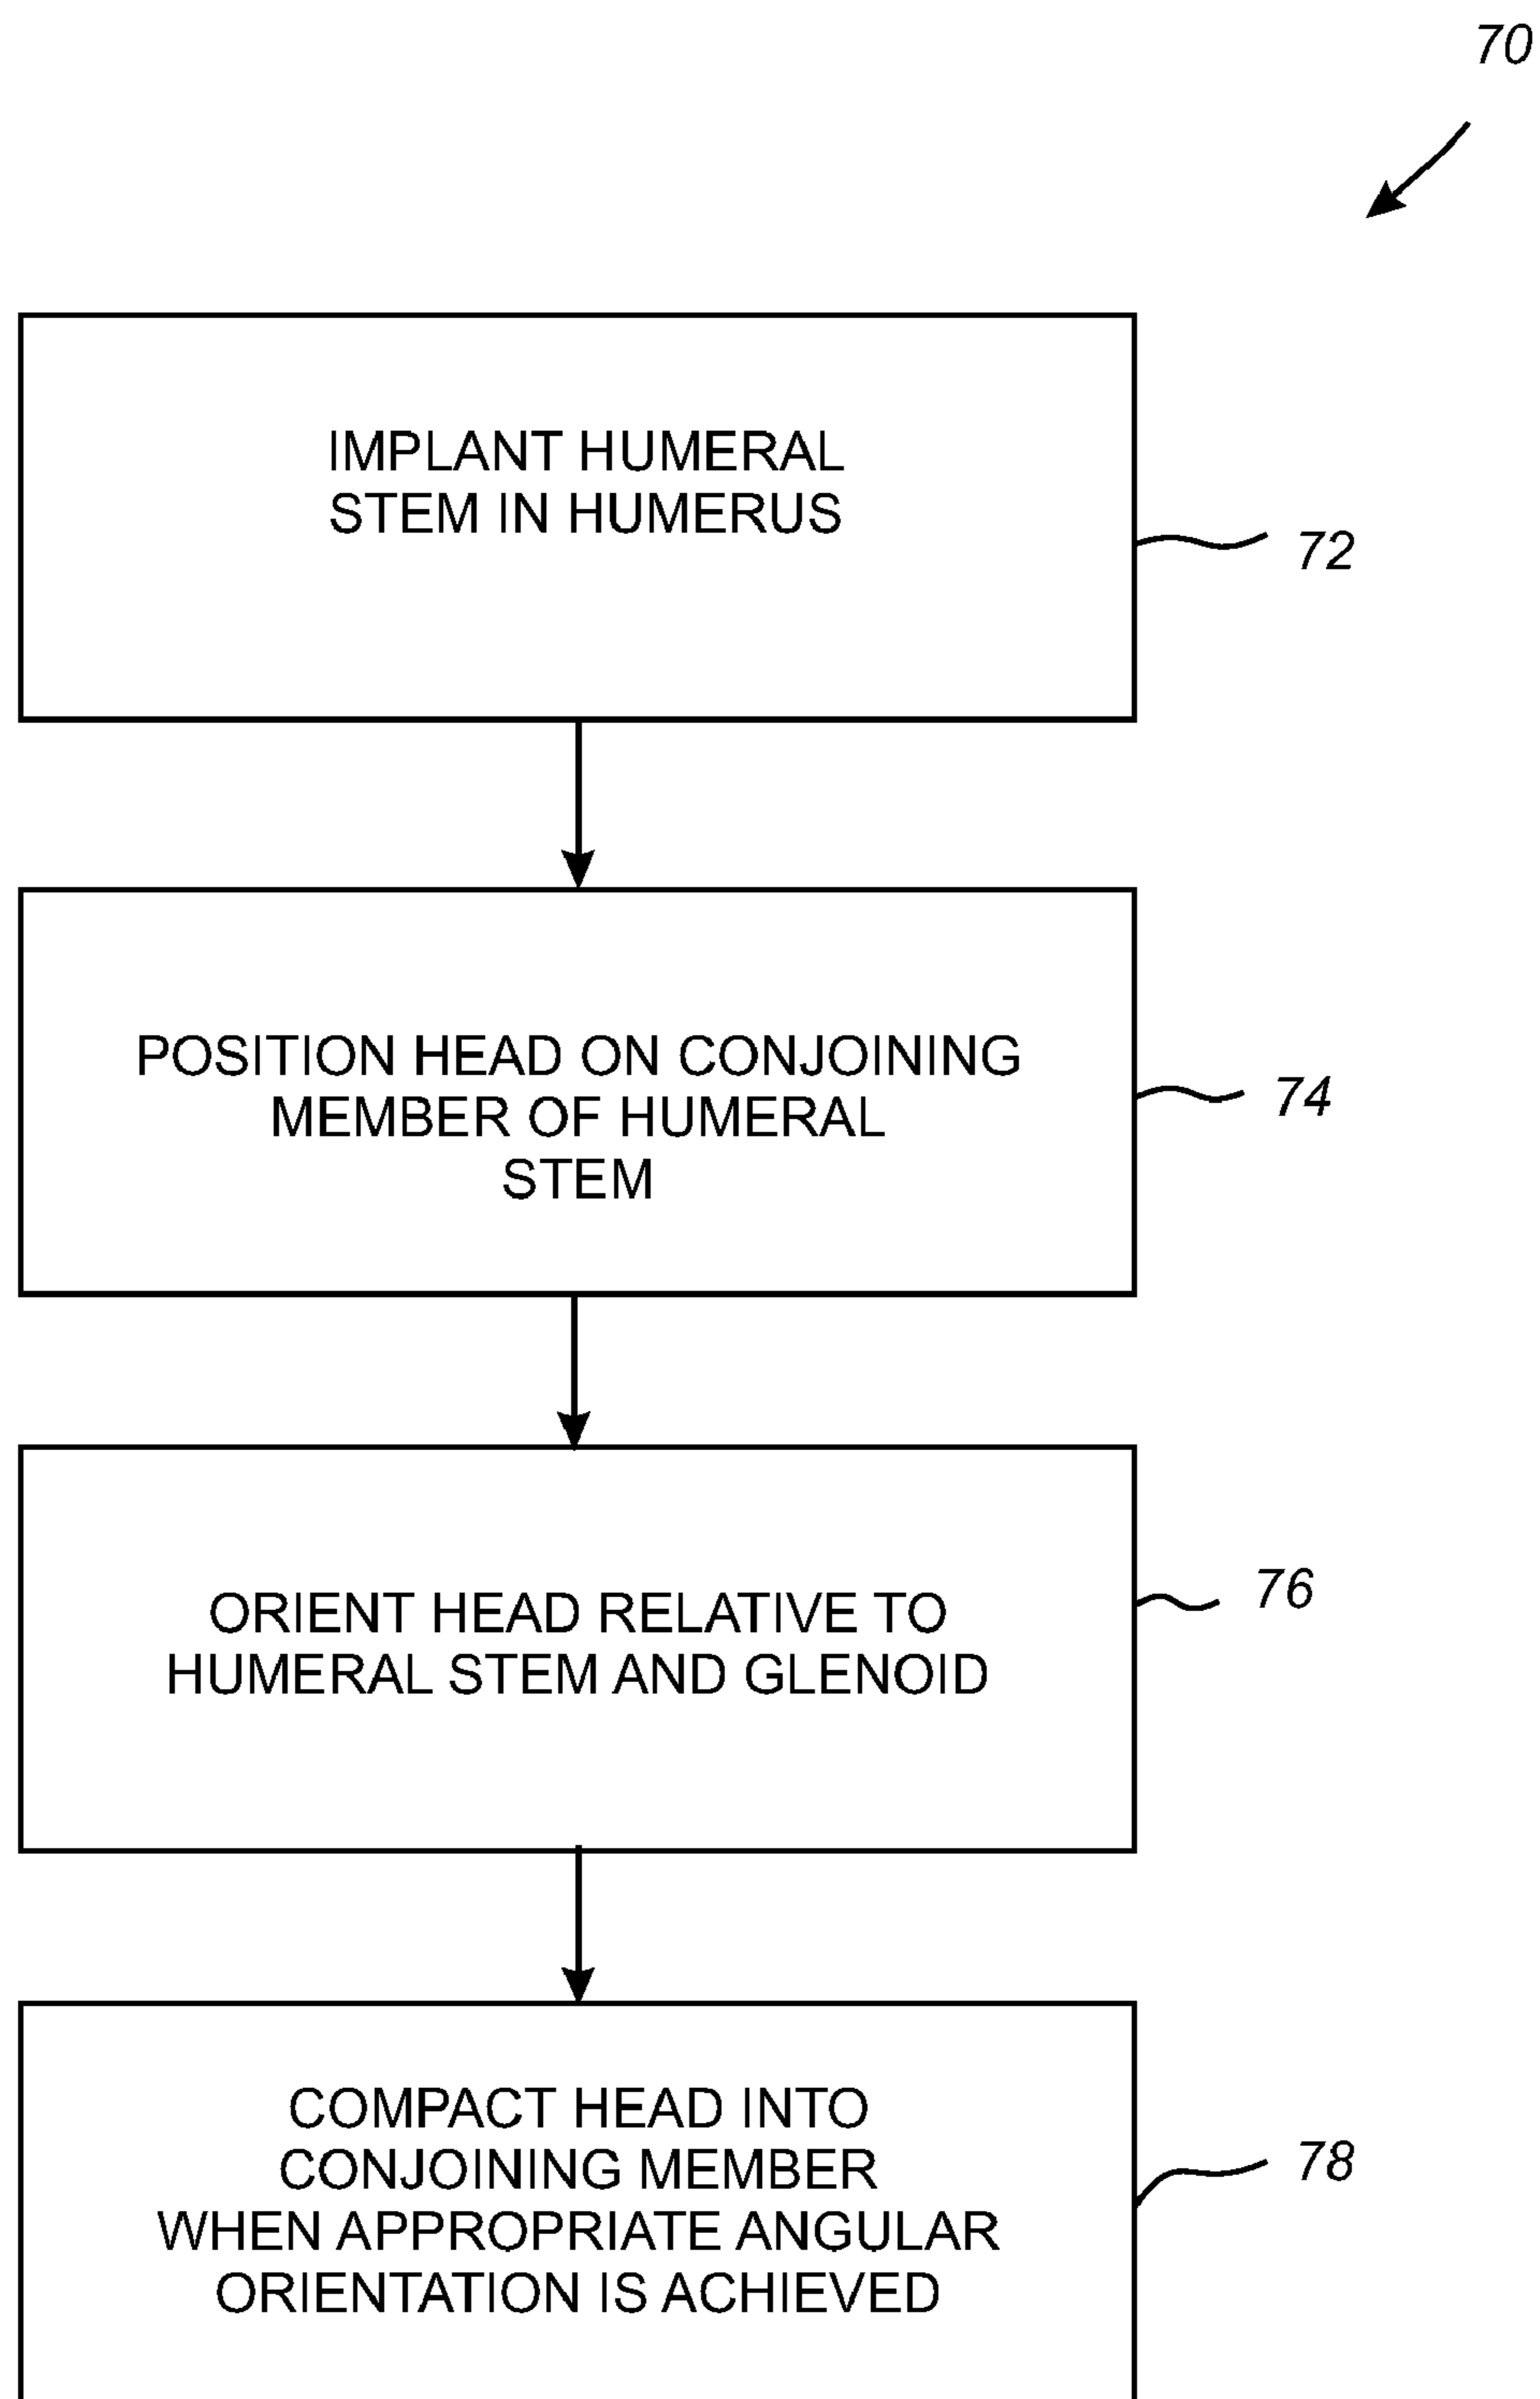 70
IMPLANT HUMERAL
STEM IN HUMERUS
72
POSITION HEAD ON CONJOINING
MEMBER OF HUMERAL
STEM
74
ORIENT HEAD RELATIVE TO
HUMERAL STEM AND GLENOID
76
COMPACT HEAD INTO
CONJOINING MEMBER
WHEN APPROPRIATE ANGULAR
ORIENTATION IS ACHIEVED
78